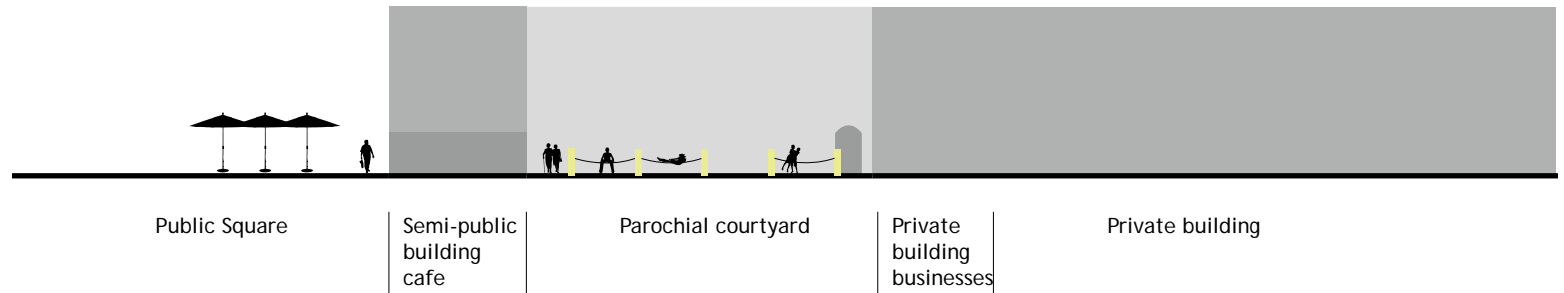 Public Square
Semi-public
building
cafe
Parochial courtyard
Private
building
businesses
Private building